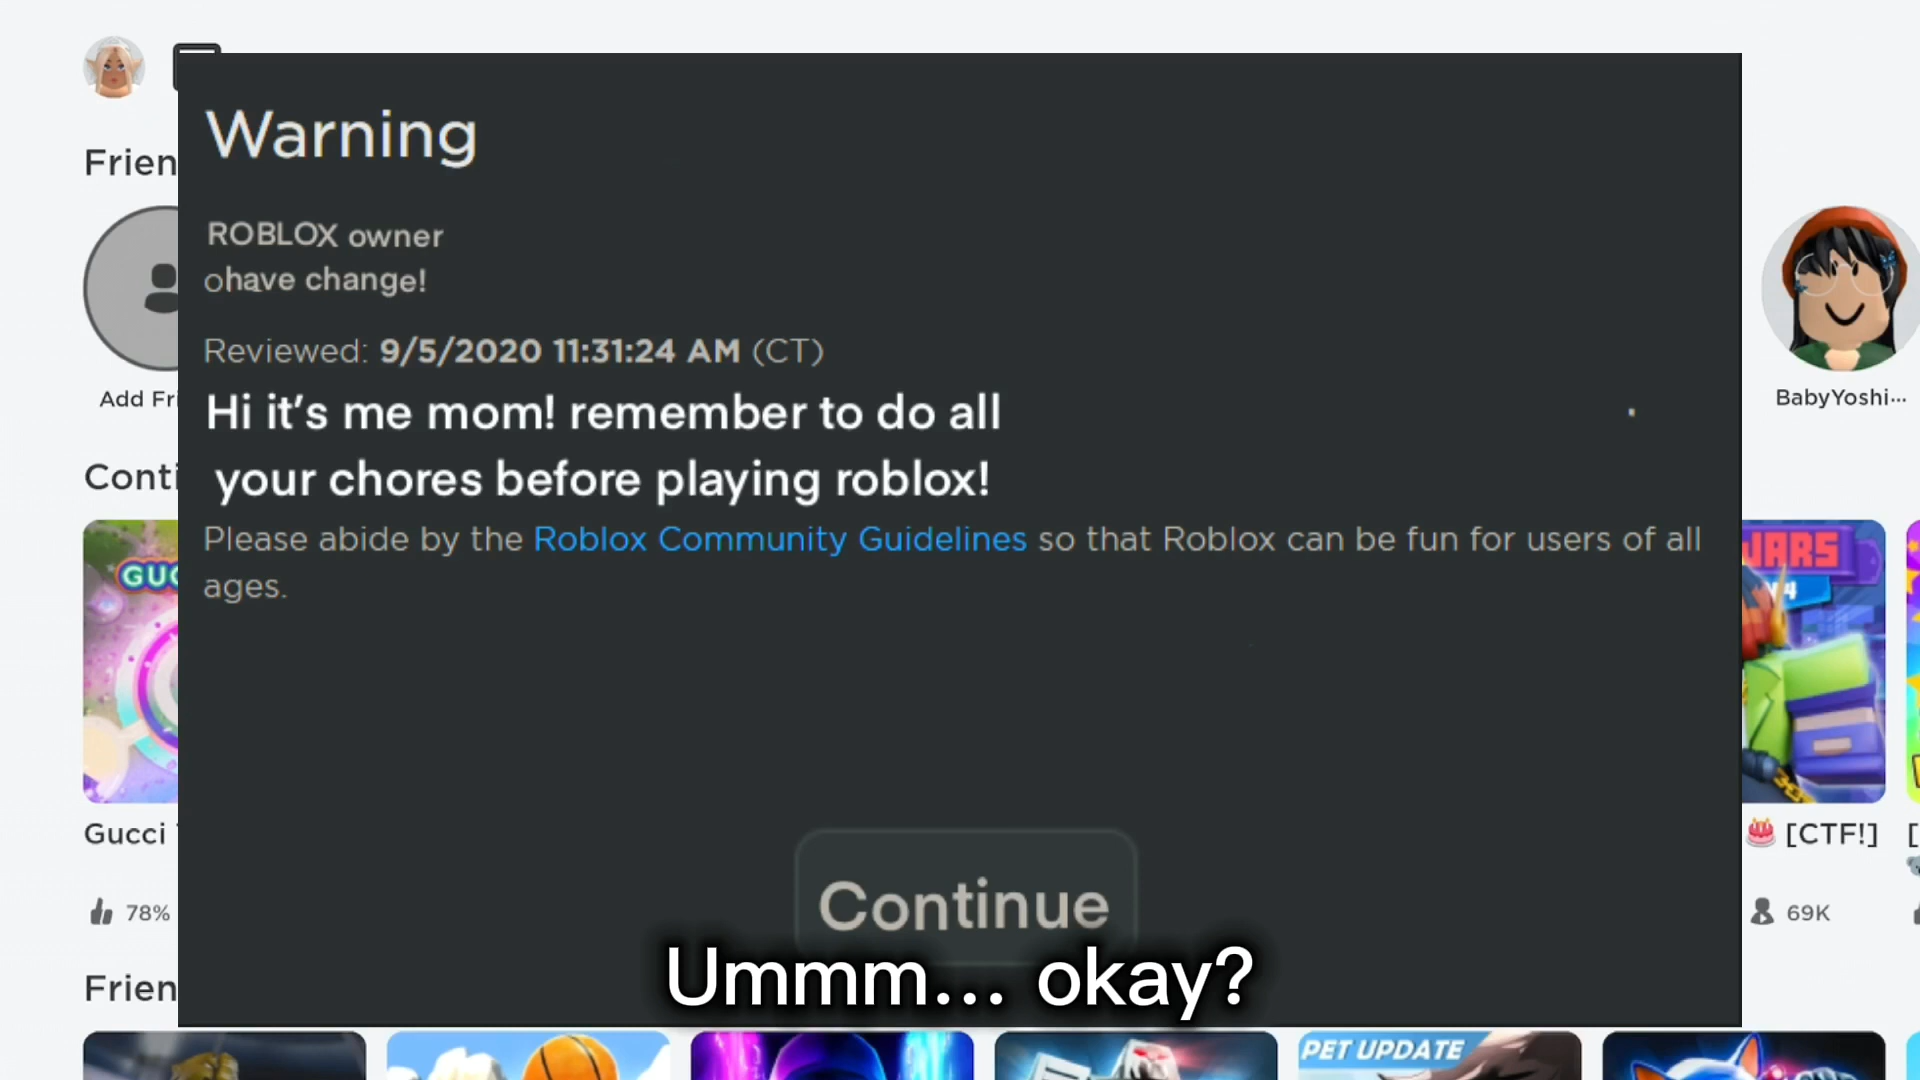 Warning
Frien
ROBLOX owner
ohave change!
Reviewed: 9/5/2020 11:31:24 AM (CT)
Add Fri
BabyYoshi...
Hi it's me mom! remember to do all
your chores before playing roblox!
Conti
Please abide by the Roblox Community Guidelines so that Roblox can be fun for users of all
ages.
GUC
WARS
Gucci
[CTF!]
[
78%
69K
Continue
Ummm... okay?
Frien
PET UPDATE